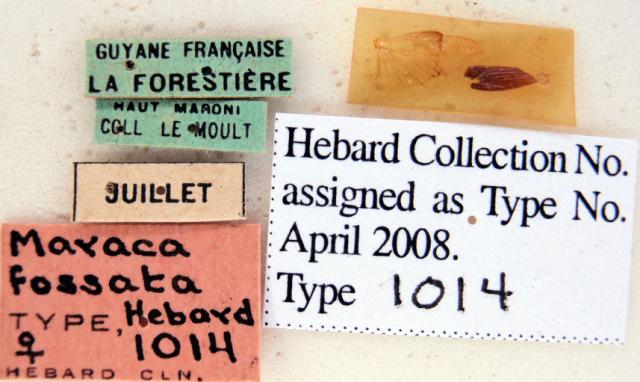 GUYANE FRANÇAISE
LA FORESTIÈRE
HAUT MARONI
COLL LE MOULT
JUILLET
Maraca
fossata
TYPE, Hebard
♀ 1014
HEBARD CLN.
Hebard Collection No.
assigned as Type No.
April 2008.
Type 1014